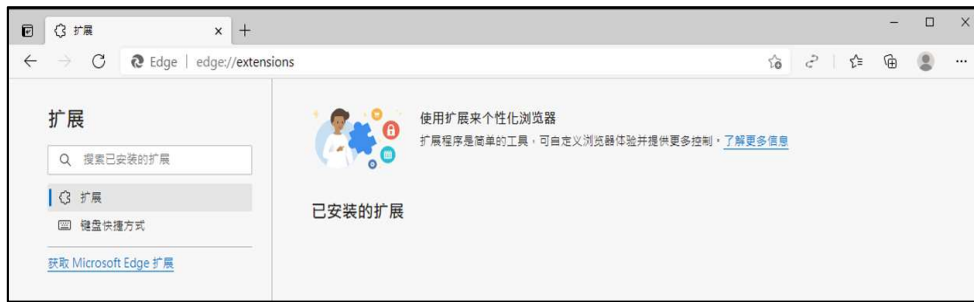 扩展
Edge | edge://extensions
扩展
搜索已安装的扩展
扩展
键盘快捷方式
获取 Microsoft Edge 扩展
使用扩展来个性化浏览器
扩展程序是简单的工具，可自定义浏览器体验并提供更多控制。了解更多信息
已安装的扩展